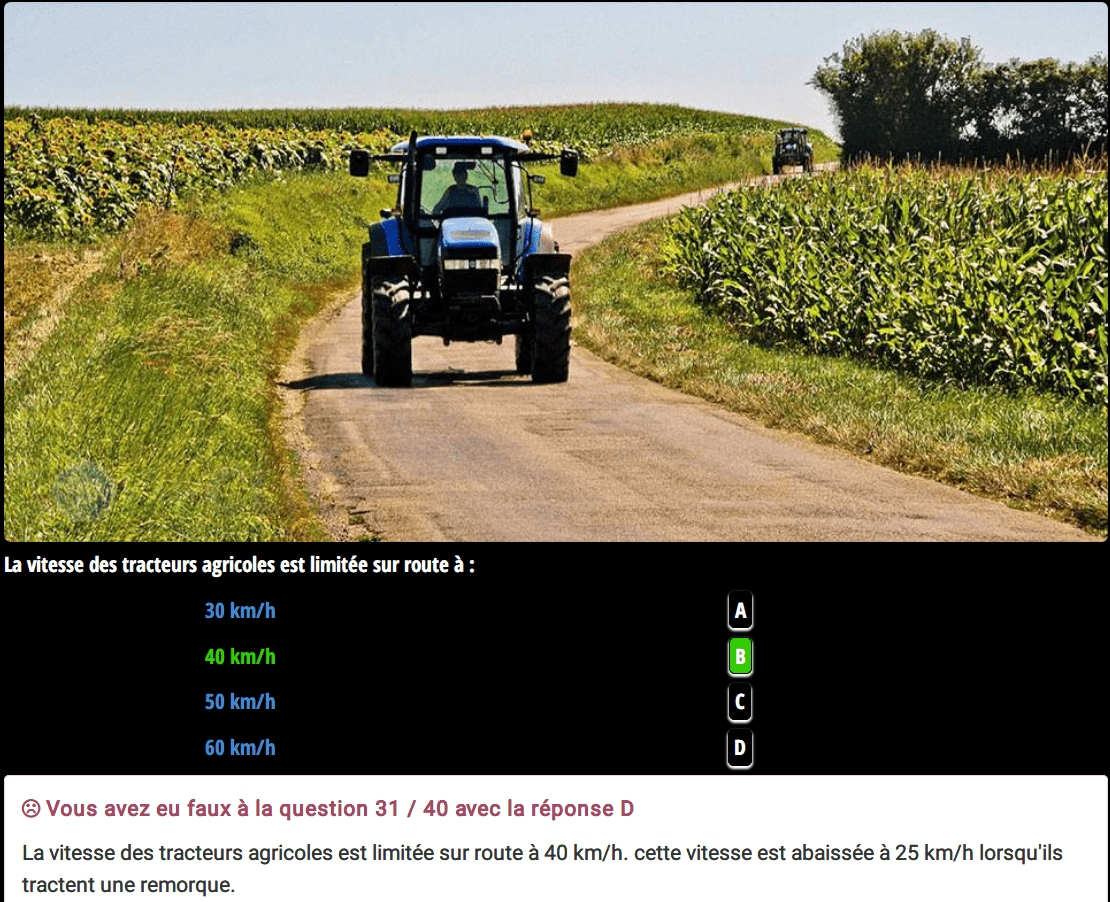 La vitesse des tracteurs agricoles est limitée sur route à :
30 km/h A
40 km/h B
50 km/h C
60 km/h D
Vous avez eu faux à la question 31 / 40 avec la réponse D
La vitesse des tracteurs agricoles est limitée sur route à 40 km/h. cette vitesse est abaissée à 25 km/h lorsqu'ils
tractent une remorque.